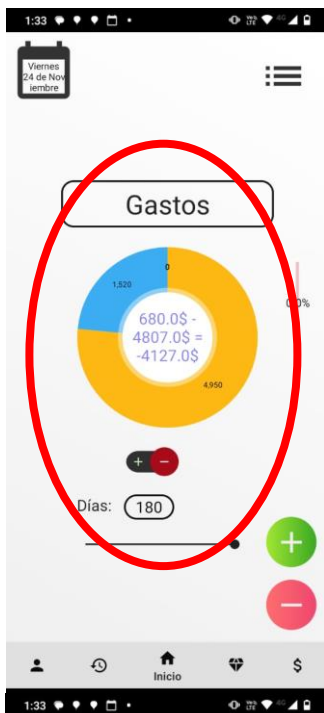 1:33
Viernes
24 de Nov
iembre
Gastos
0
1,520
680.0$ -
4807.0$ =
-4127.0$
0.0%
4,950
Días: 180
Inicio
1:33